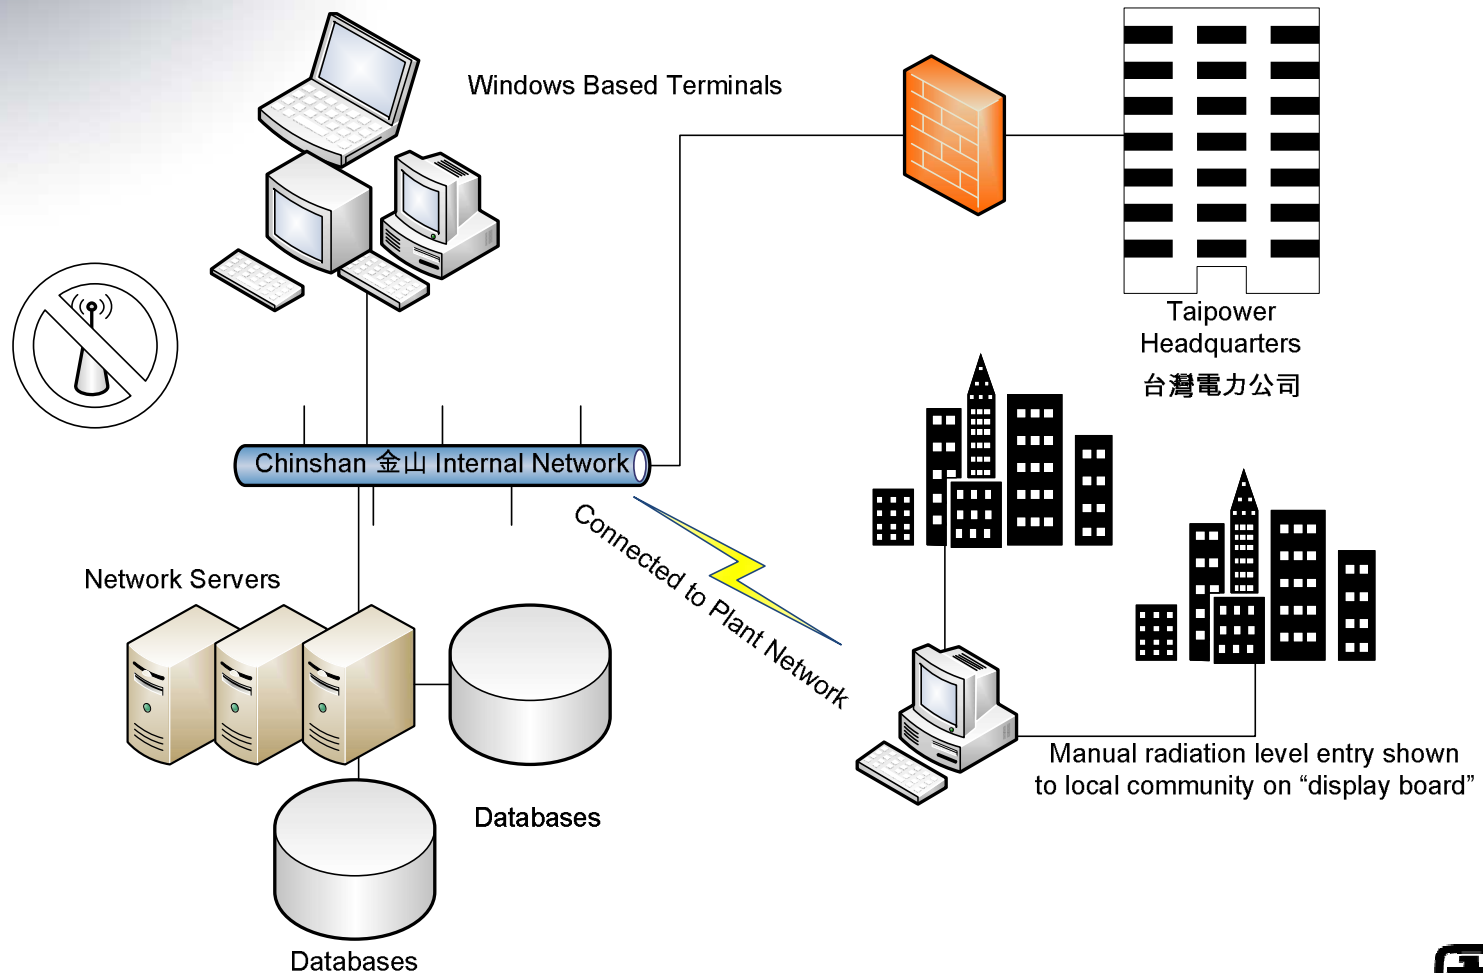 Windows Based Terminals
Taipower
Headquarters
台灣電力公司
Chinshan 金山 Internal Network
Connected to Plant Network
Network Servers
Manual radiation level entry shown
to local community on “display board”
Databases
Databases